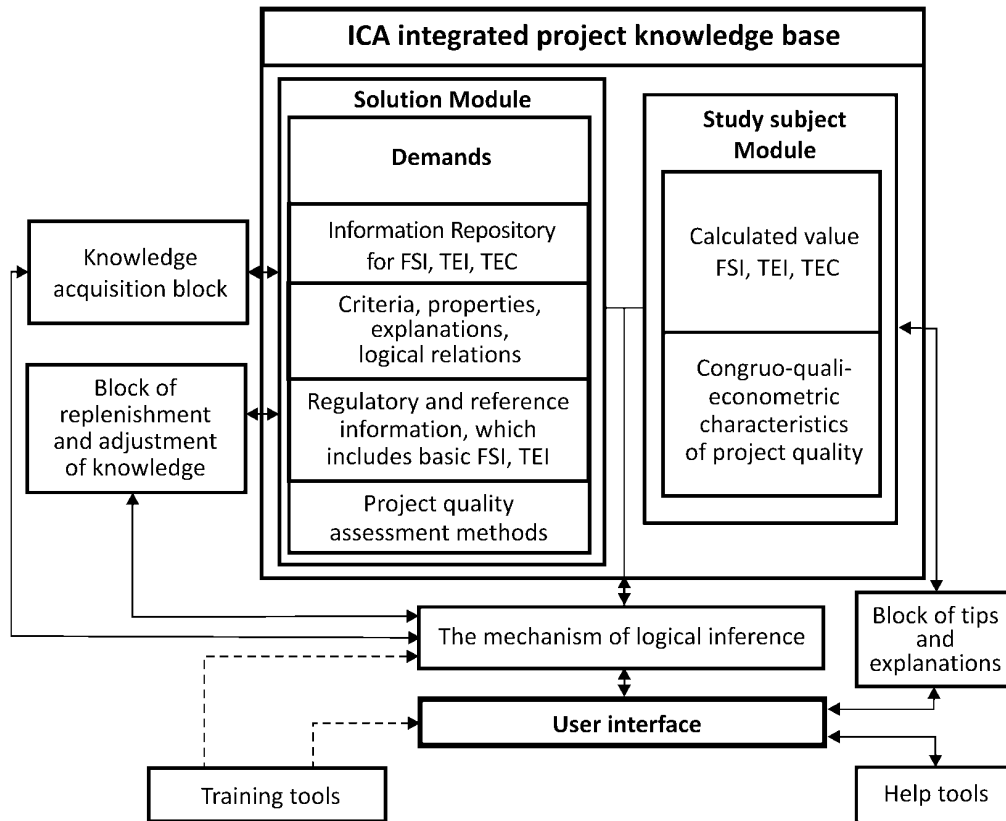 ICA integrated project knowledge base
Solution Module
Demands
Information Repository
for FSI, TEI, TEC
Criteria, properties,
explanations,
logical relations
Regulatory and reference
information, which
includes basic FSI, TEI
Project quality
assessment methods
Study subject
Module
Calculated value
FSI, TEI, TEC
Congruo-quali-
econometric
characteristics
of project quality
Knowledge
acquisition block
Block of
replenishment
and adjustment
of knowledge
The mechanism of logical inference
Block of tips
and
explanations
User interface
Training tools
Help tools